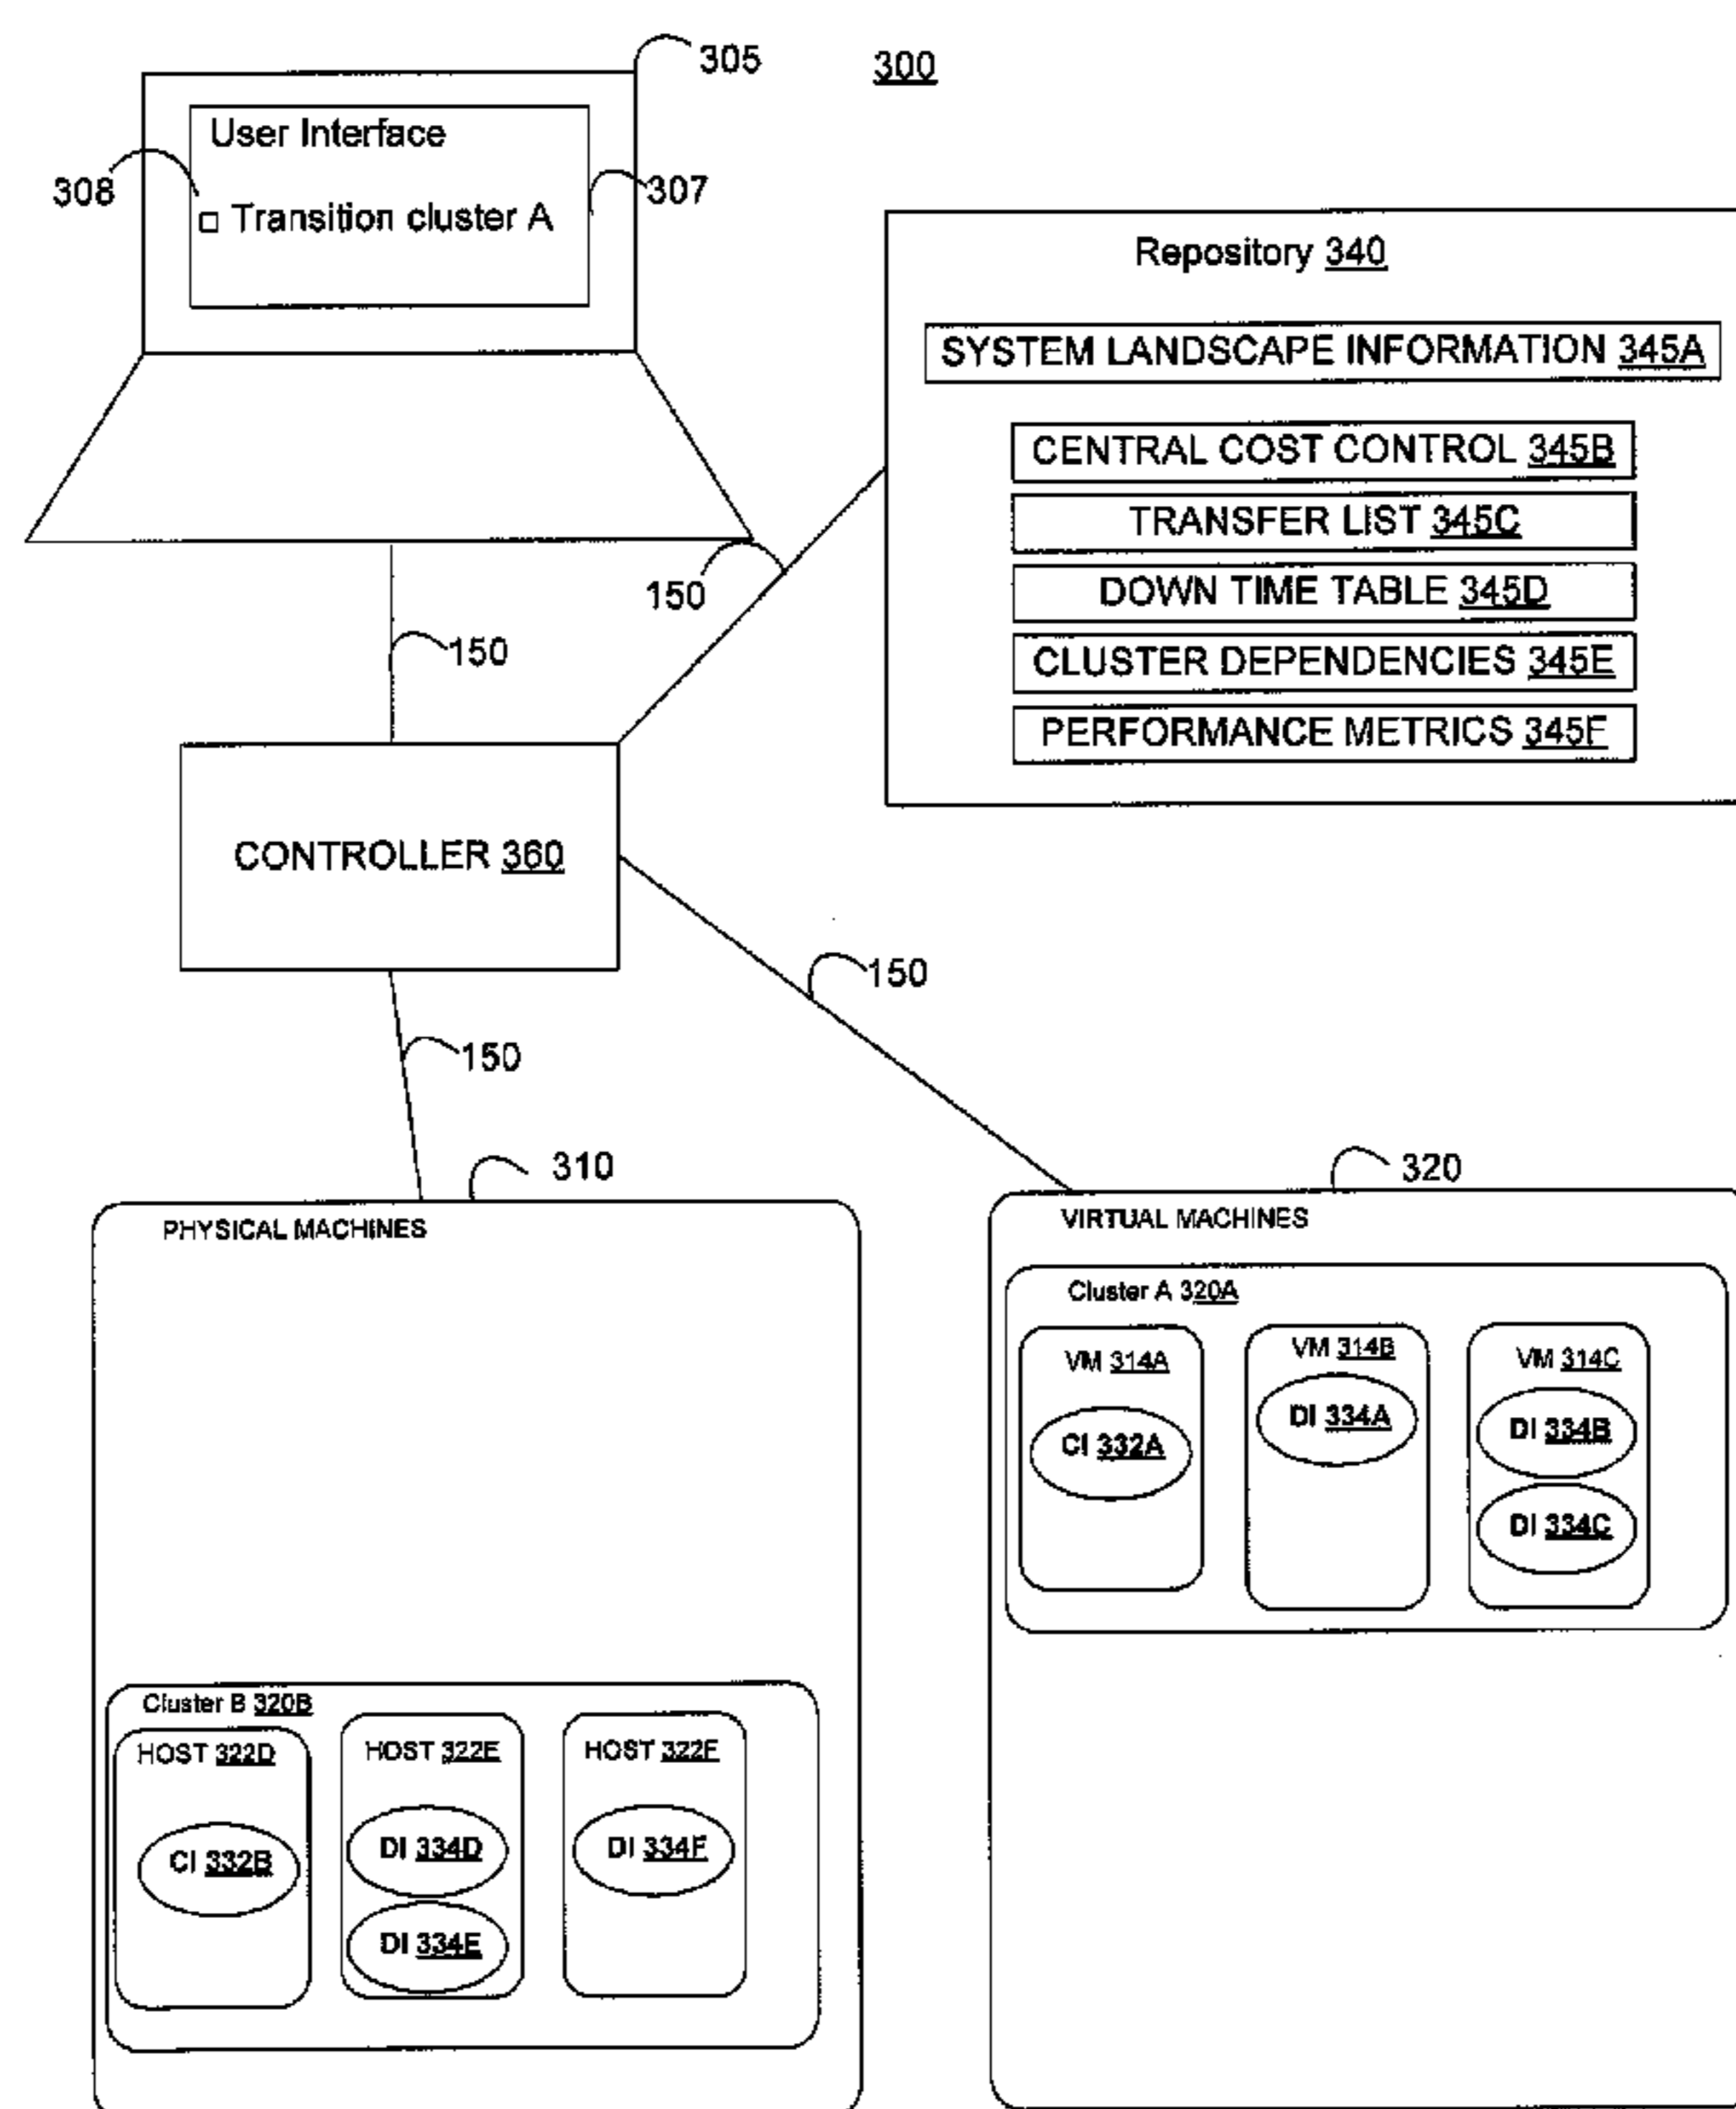 305
300
User Interface
308
307
Transition cluster A
Repository 340
SYSTEM LANDSCAPE INFORMATION 345A
CENTRAL COST CONTROL 345B
TRANSFER LIST 345C
DOWN TIME TABLE 345D
CLUSTER DEPENDENCIES 345E
PERFORMANCE METRICS 345F
150
150
CONTROLLER 360
150
150
310
320
PHYSICAL MACHINES
VIRTUAL MACHINES
Cluster A 320A
VM 314A
VM 314B
VM 314C
CI 332A
DI 334A
DI 334B
DI 334C
Cluster B 320B
HOST 322D
HOST 322E
HOST 322F
CI 332B
DI 334D
DI 334F
DI 334E